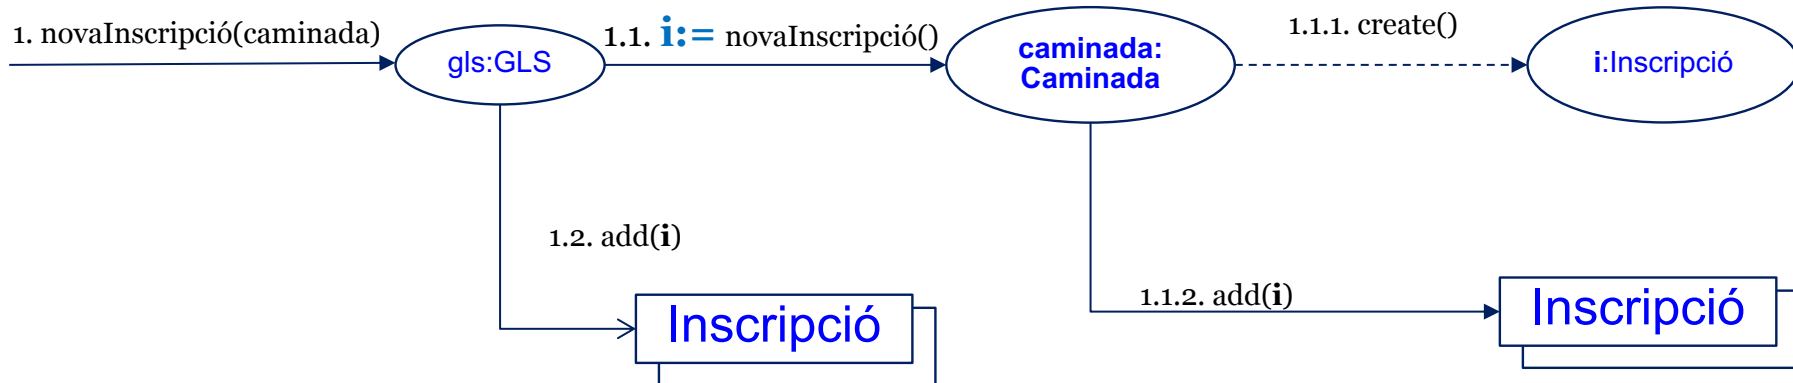 1. novaInscripció(caminada)
gls:GLS
1.1. i:= novaInscripció()
caminada:
Caminada
1.1.1. create()
i:Inscripció
1.2. add(i)
Inscripció
1.1.2. add(i)
Inscripció